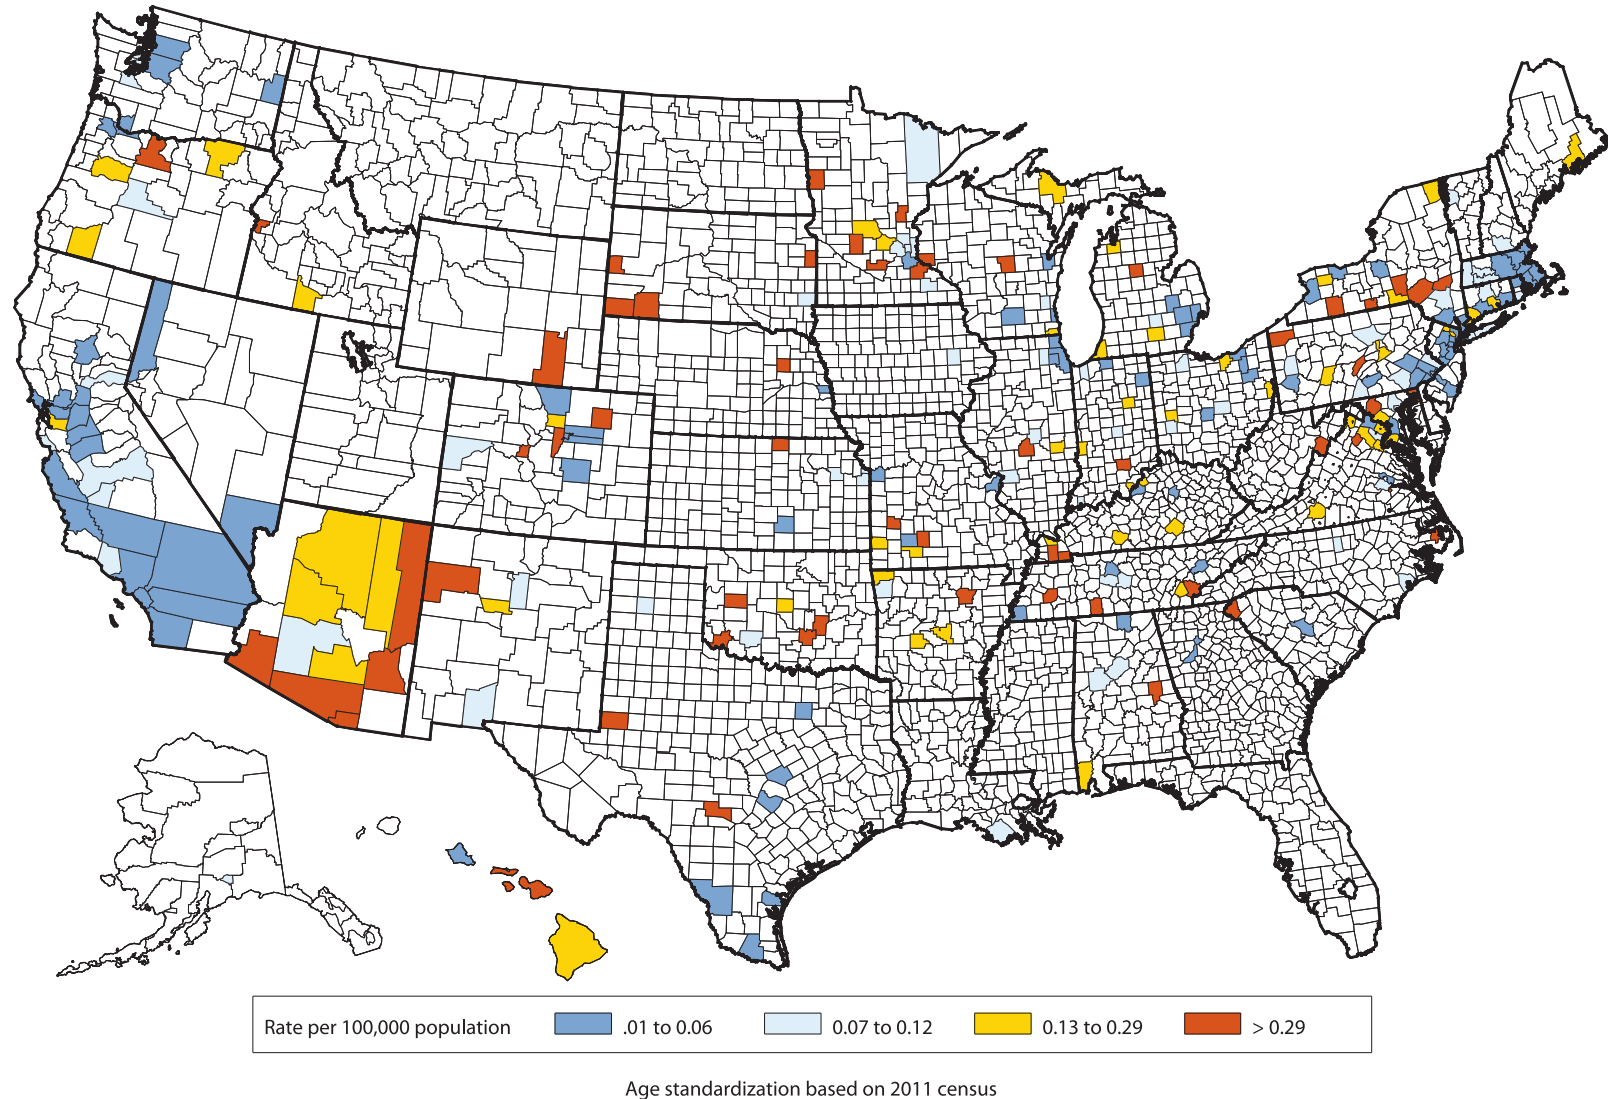 Rate per 100,000 population .01 to 0.06 0.07 to 0.12 0.13 to 0.29 > 0.29
Age standardization based on 2011 census